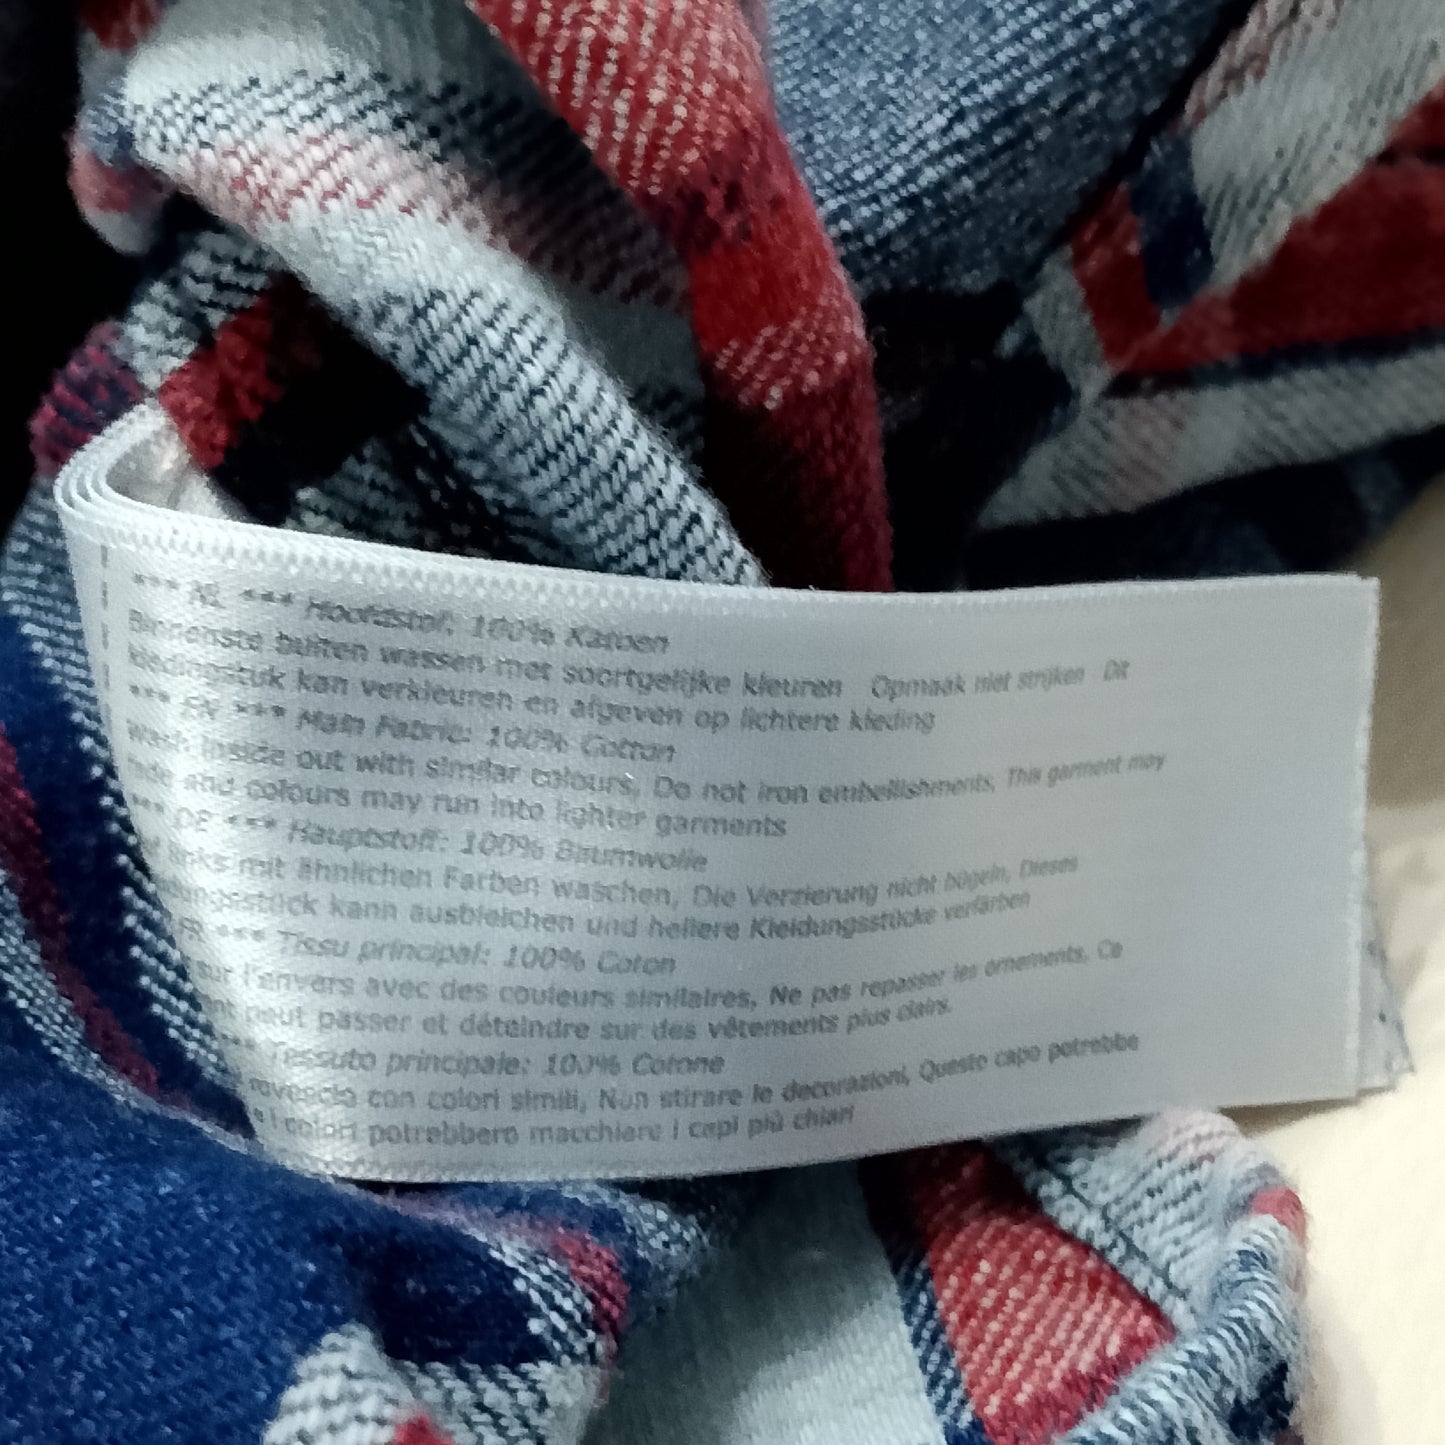 *** NL *** Hoofdstof: 100% Katoen
Binnenste buiten wassen met soortgelijke kleuren Opmaak niet strijken Dit
kledingstuk kan verkleuren en afgeven op lichtere kleding
*** EN *** Main Fabric: 100% Cotton
Wash inside out with similar colours, Do not iron embellishments, This garment may
fade and colours may run into lighter garments
*** DE *** Hauptstoff: 100% Baumwolle
links mit ähnlichen Farben waschen, Die Verzierung nicht bügeln, Dieses
kann ausbleichen und hellere Kleidungsstücke verfärben
FR *** Tissu principal: 100% Coton
sur l'envers avec des couleurs similaires, Ne pas repasser les ornements, Ce
peut passer et déteindre sur des vêtements plus clairs.
*** Tessuto principale: 100% Cotone
rovescio con colori simili, Non stirare le decorazioni, Questo capo potrebbe
e i colori potrebbero macchiare i capi più chiari